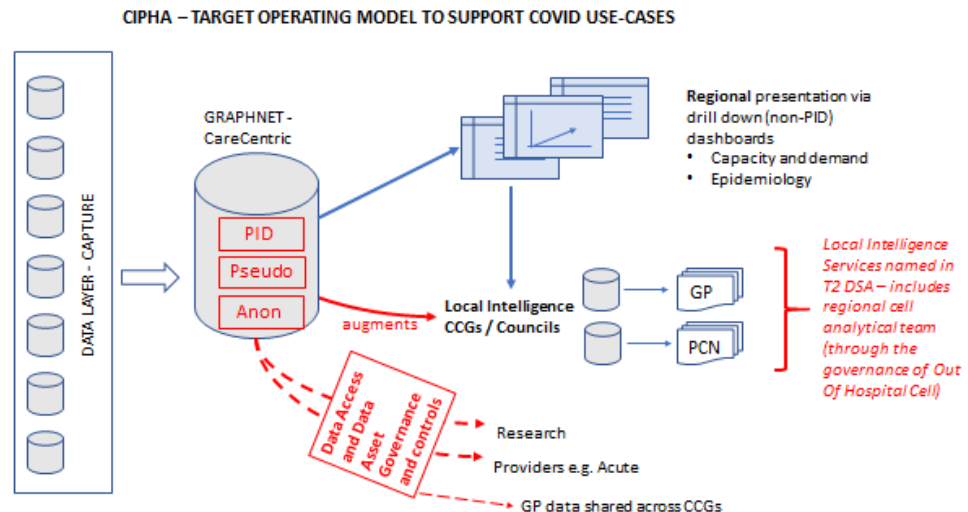 CIPHA – TARGET OPERATING MODEL TO SUPPORT COVID USE-CASES
DATA LAYER - CAPTURE
GRAPHNET -
CareCentric
PID
Pseudo
Anon
Regional presentation via
drill down (non-PID)
dashboards
• Capacity and demand
• Epidemiology
augments
Local Intelligence
CCGs / Councils
GP
PCN
Local Intelligence
Services named in
T2 DSA – includes
regional cell
analytical team
(through the
governance of Out
Of Hospital Cell)
Data Access
and Data
Asset
Governance
and controls
Research
Providers e.g. Acute
GP data shared across CCGs